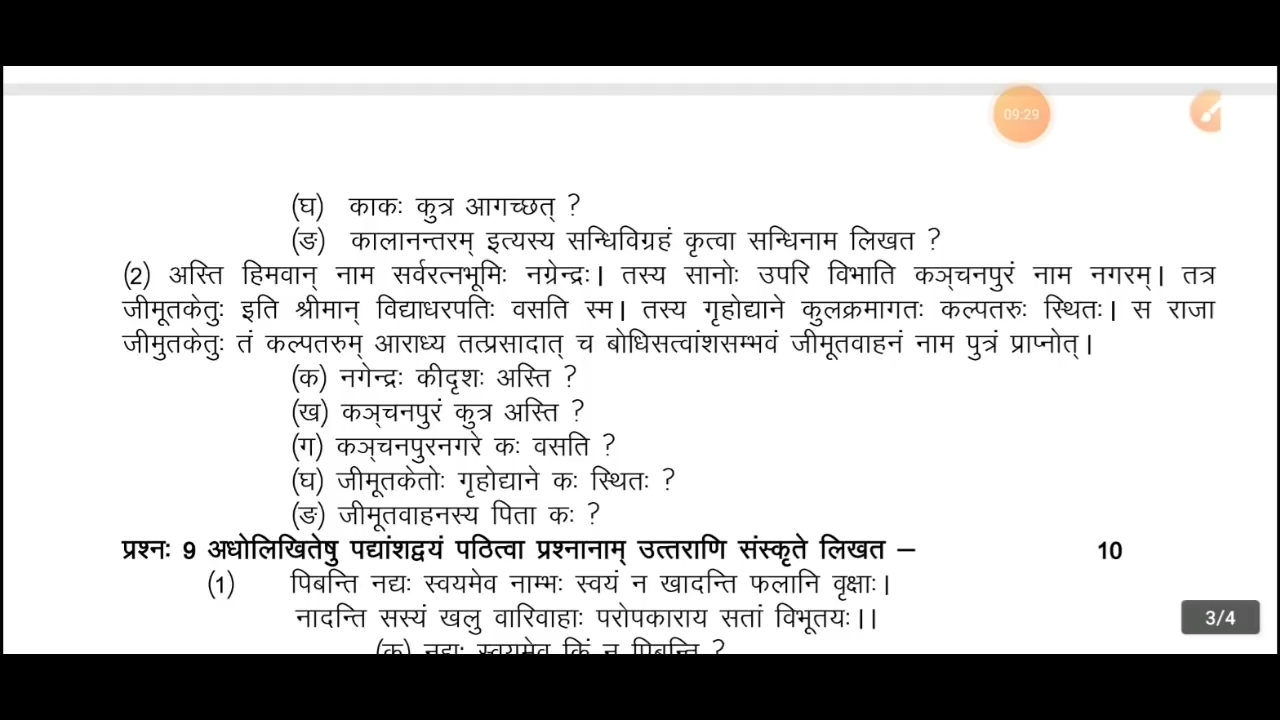 09:29
(घ) काकः कुत्र आगच्छत् ?
(ङ) कालानन्तरम् इत्यस्य सन्धिविग्रहं कृत्वा सन्धिनाम लिखत ?
(2) अस्ति हिमवान् नाम सर्वरत्नभूमिः नग्रेन्द्रः। तस्य सानोः उपरि विभाति कञ्चनपुरं नाम नगरम्। तत्र
जीमूतकेतुः इति श्रीमान् विद्याधरपतिः वसति स्म। तस्य गृहोद्याने कुलक्रमागतः कल्पतरुः स्थितः। स राजा
जीमुतकेतुः तं कल्पतरुम् आराध्य तत्प्रसादात् च बोधिसत्वांशसम्भवं जीमूतवाहनं नाम पुत्रं प्राप्नोत्।
(क) नगेन्द्रः कीदृशः अस्ति ?
(ख) कञ्चनपुरं कुत्र अस्ति ?
(ग) कञ्चनपुरनगरे कः वसति ?
(घ) जीमूतकेतोः गृहोद्याने कः स्थितः ?
(ङ) जीमूतवाहनस्य पिता कः ?
प्रश्नः 9 अधोलिखितेषु पद्यांशद्वयं पठित्वा प्रश्नानाम् उत्तराणि संस्कृते लिखत – 10
(1) पिबन्ति नद्यः स्वयमेव नाम्भः स्वयं न खादन्ति फलानि वृक्षाः।
नादन्ति सस्यं खलु वारिवाहाः परोपकाराय सतां विभूतयः।।
3/4
(क) नद्यः स्वयमेव किं न पिबन्ति ?